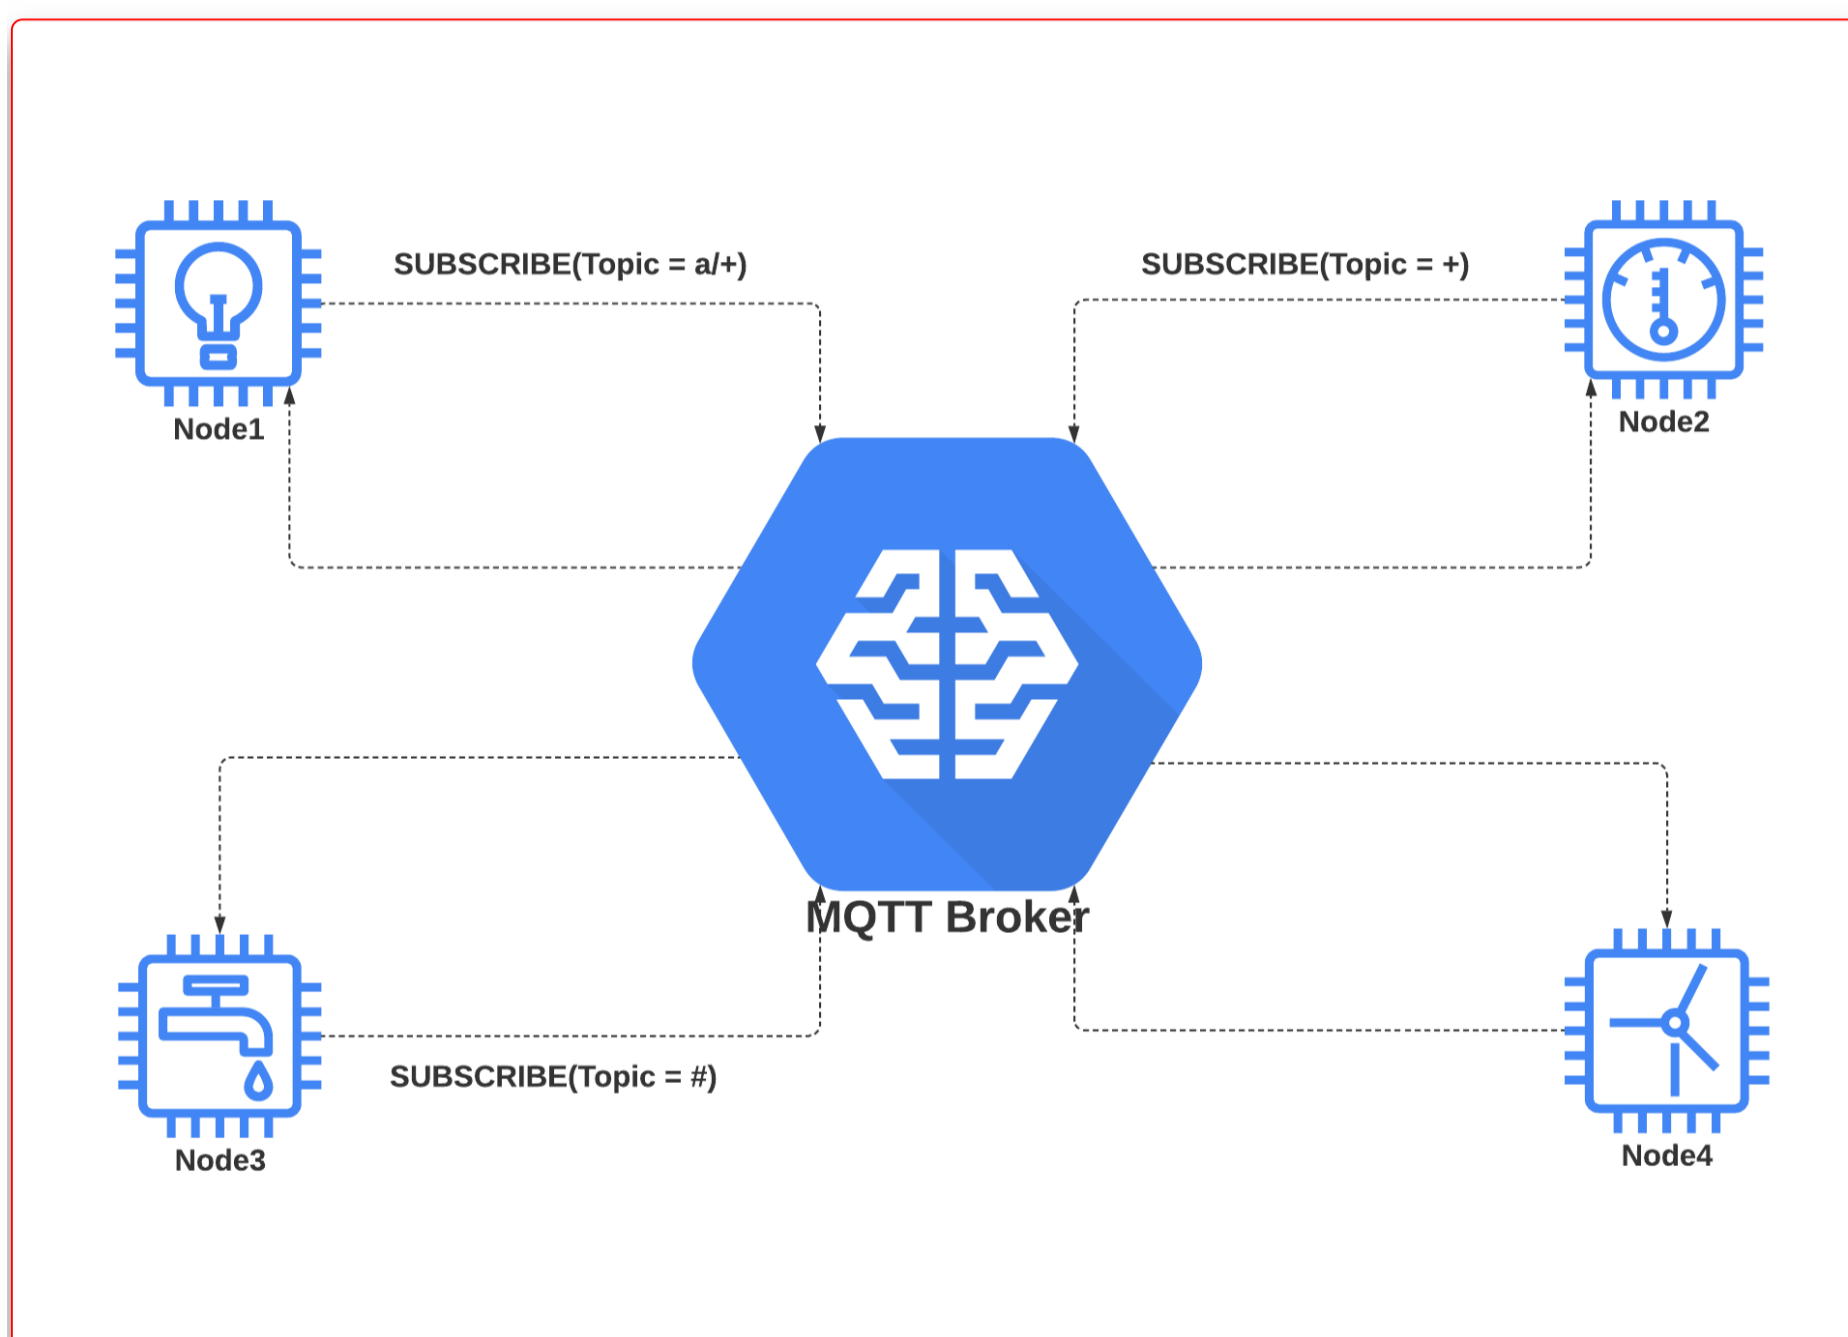 SUBSCRIBE(Topic = a/+)
SUBSCRIBE(Topic = +)
Node1
Node2
MQTT Broker
SUBSCRIBE(Topic = #)
Node3
Node4